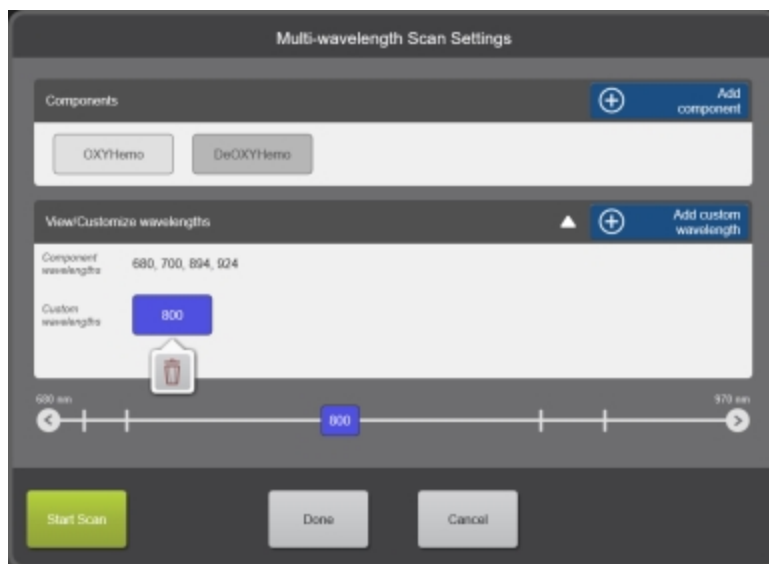 Multi-wavelength Scan Settings
Components
Add
component
OXYHemo
DeOXYHemo
View/Customize wavelengths
Add custom
wavelength
Component
wavelengths
680, 700, 894, 924
Custom
wavelengths
800
680 nm
970 nm
800
Start Scan
Done
Cancel